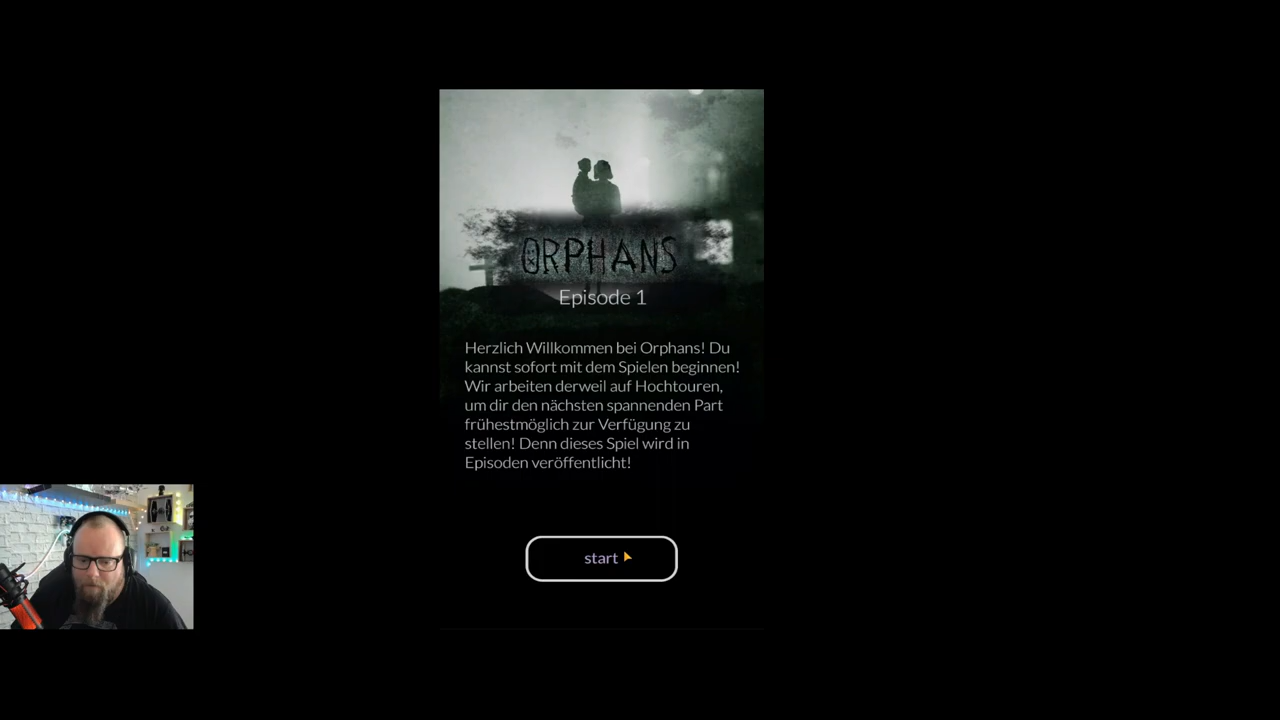 ORPHANS
Episode 1
Herzlich Willkommen bei Orphans! Du
kannst sofort mit dem Spielen beginnen!
Wir arbeiten derweil auf Hochtouren,
um dir den nächsten spannenden Part
frühestmöglich zur Verfügung zu
stellen! Denn dieses Spiel wird in
Episoden veröffentlicht!
start